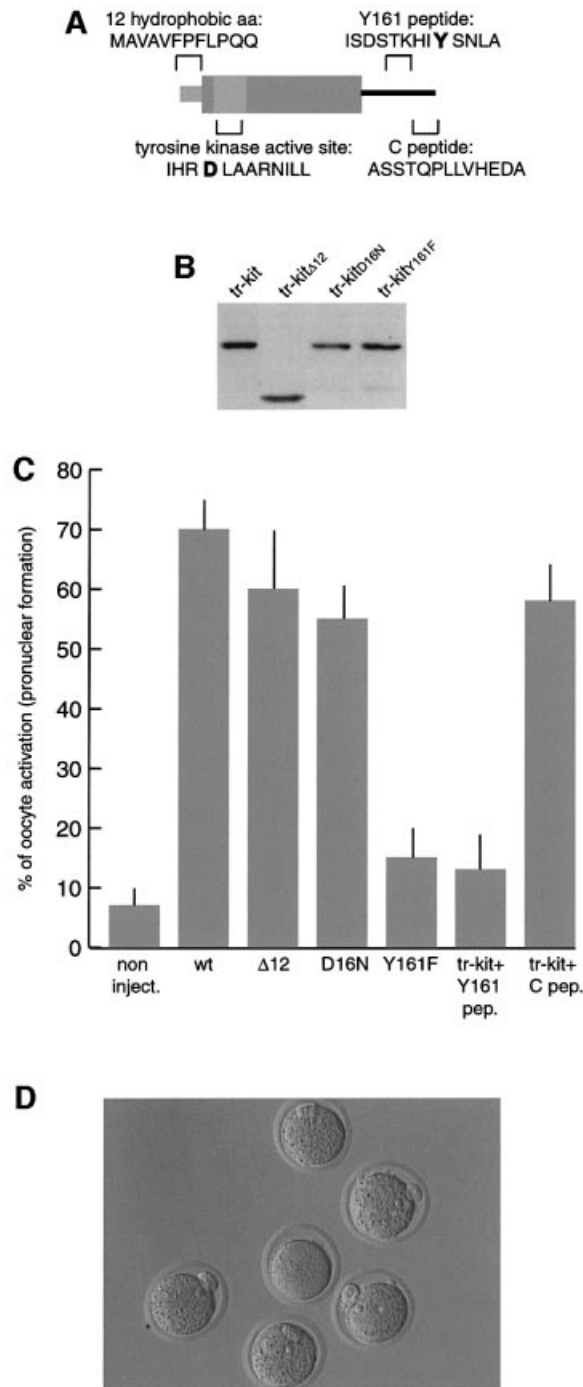 A
12 hydrophobic aa:
MAVAVFPFLPQQ
Y161 peptide:
ISDSTKHI Y SNLA
tyrosine kinase active site:
IHR D LAARNILL
C peptide:
ASSTQPLLVHEDA
B
tr-kit
tr-kitΔ12
tr-kitD16N
tr-kitY161F
C
% of oocyte activation (pronuclear formation)
80
70
60
50
40
30
20
10
0
non
inject.
wt
Δ12
D16N
Y161F
tr-kit+
Y161
pep.
tr-kit+
C pep.
D